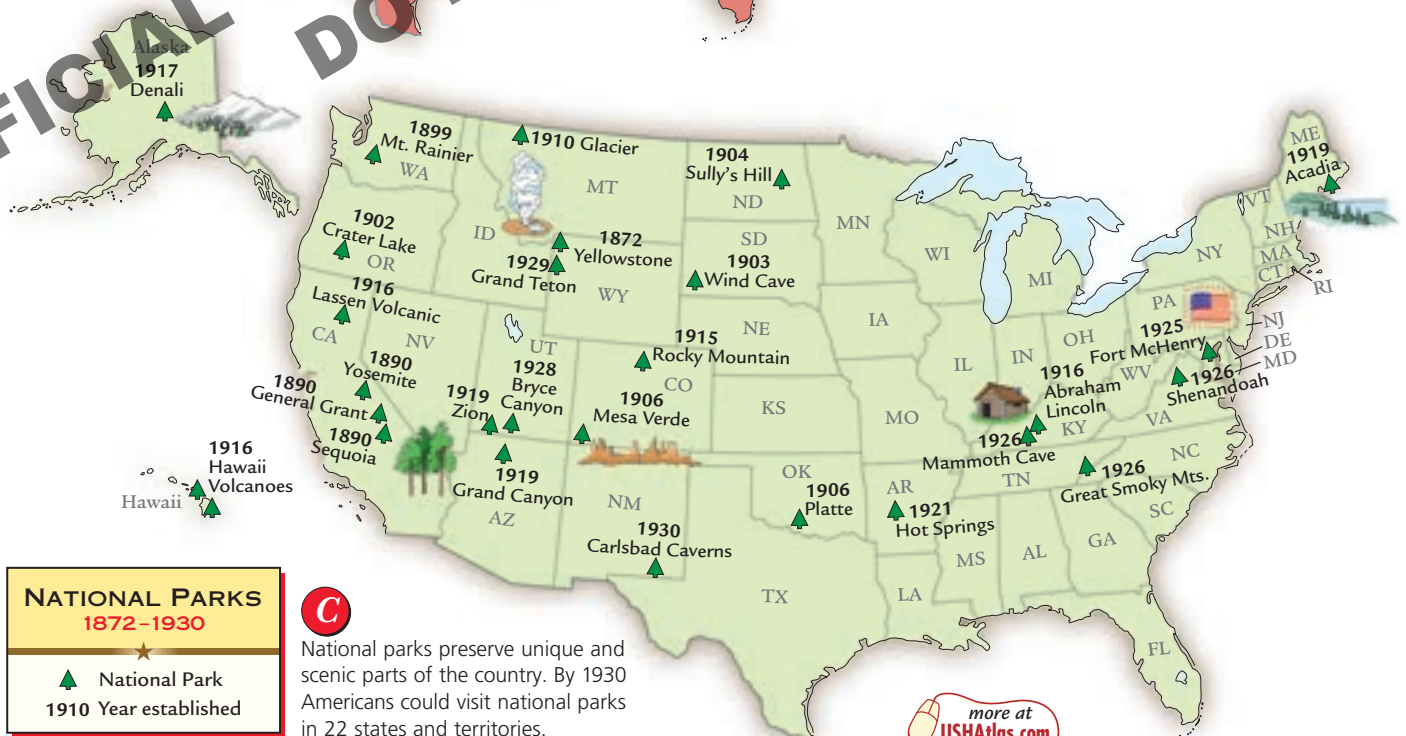 FICIAL
DO
Alaska
1917
Denali
1899
Mt. Rainier
WA
1910 Glacier
MT
1904
Sully's Hill
ND
1902
Crater Lake
OR
ID
1872
Yellowstone
1929
Grand Teton
WY
SD
1903
Wind Cave
MN
WI
MI
NY
ME
1919
Acadia
VT
NH
MA
CT
RI
1916
Lassen Volcanic
CA
NV
UT
1915
Rocky Mountain
CO
NE
IA
IL
IN
OH
PA
1925
Fort McHenry
NJ
DE
MD
WV
1926
Shenandoah
VA
1890
Yosemite
1890
General Grant
1890
Sequoia
1919
Zion
1928
Bryce
Canyon
1906
Mesa Verde
KS
MO
1916
Abraham
Lincoln
KY
1926
Mammoth Cave
TN
1926
Great Smoky Mts.
NC
SC
1916
Hawaii
Volcanoes
Hawaii
1919
Grand Canyon
AZ
NM
1930
Carlsbad Caverns
OK
1906
Platte
AR
1921
Hot Springs
TX
LA
MS
AL
GA
FL
NATIONAL PARKS
1872–1930
National Park
1910 Year established
C
National parks preserve unique and
scenic parts of the country. By 1930
Americans could visit national parks
in 22 states and territories.
more at
USHAtlas.com